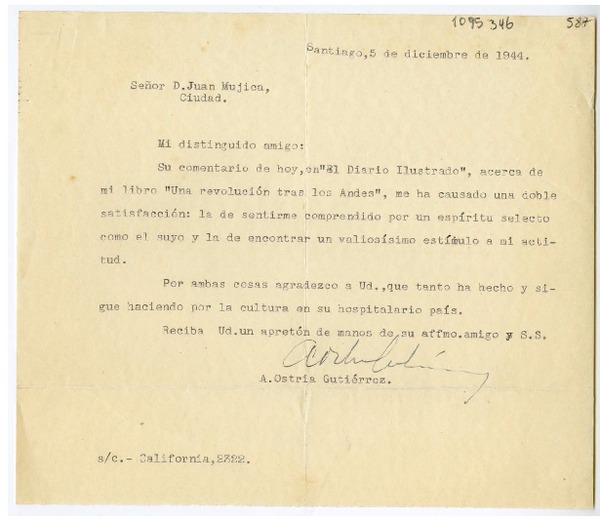 1095346 587
Santiago,5 de diciembre de 1944.
Señor D.Juan Mujica,
Ciudad.
Mi distinguido amigo:
Su comentario de hoy,en"El Diario Ilustrado", acerca de
mi libro "Una revolución tras los Andes", me ha causado una doble
satisfacción: la de sentirme comprendido por un espíritu selecto
como el suyo y la de encontrar un valiosísimo estímulo a mi acti-
tud.
Por ambas cosas agradezco a Ud.,que tanto ha hecho y si-
gue haciendo por la cultura en su hospitalario país.
Reciba Ud.un apretón de manos de su affmo.amigo y S.S.
A.Ostria Gutiérrez.
s/c.- California,2322.